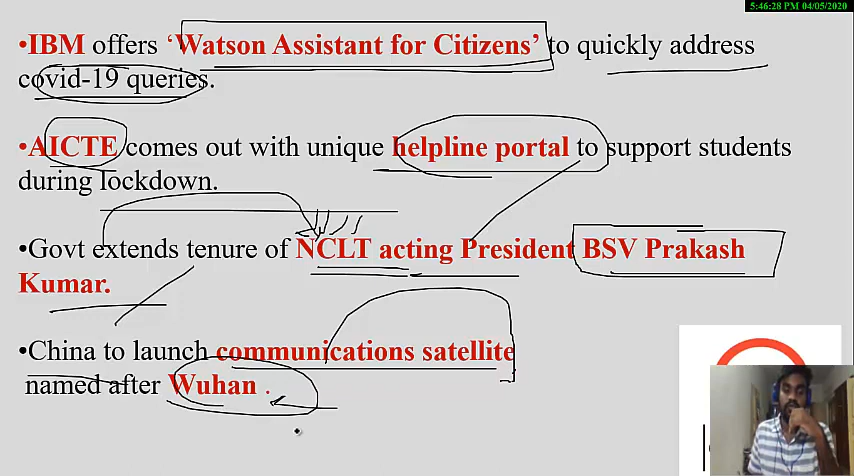 5:46:28 PM 04/05/2020
•IBM offers ‘Watson Assistant for Citizens’ to quickly address
covid-19 queries.
•AICTE comes out with unique helpline portal to support students
during lockdown.
•Govt extends tenure of NCLT acting President BSV Prakash
Kumar.
•China to launch communications satellite
named after Wuhan .